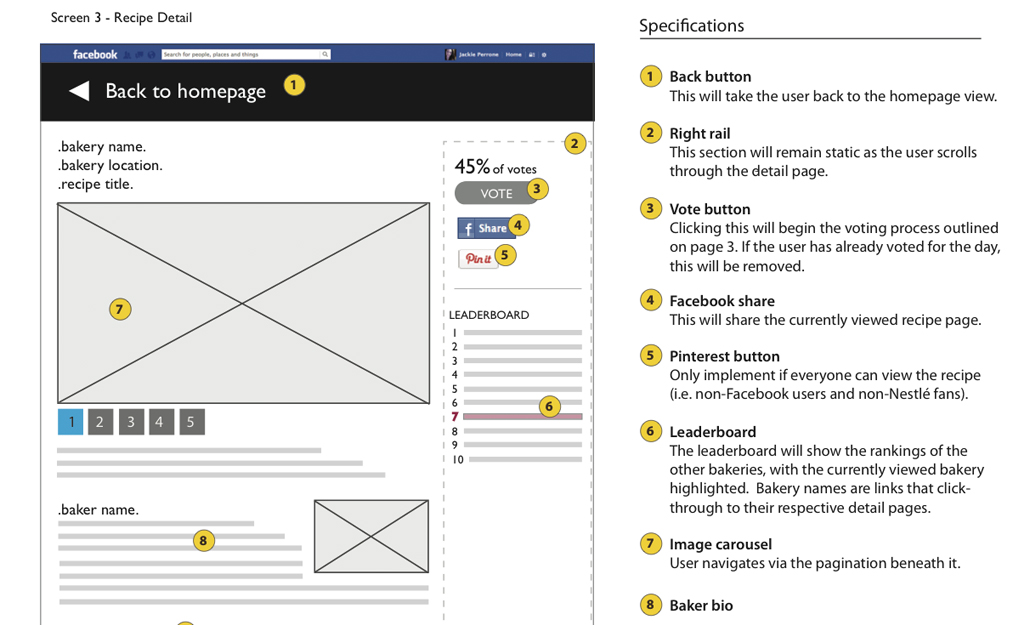 Screen 3 - Recipe Detail
facebook
Search for people, places and things
Jackie Perrone Home
Back to homepage
1
.bakery name.
.bakery location.
.recipe title.
2
45% of votes
VOTE
3
Share
4
Pin it
5
7
LEADERBOARD
1
2
3
4
5
6
7
8
9
10
6
1 2 3 4 5
.baker name.
8
Specifications
1 Back button
This will take the user back to the homepage view.
2 Right rail
This section will remain static as the user scrolls
through the detail page.
3 Vote button
Clicking this will begin the voting process outlined
on page 3. If the user has already voted for the day,
this will be removed.
4 Facebook share
This will share the currently viewed recipe page.
5 Pinterest button
Only implement if everyone can view the recipe
(i.e. non-Facebook users and non-Nestlé fans).
6 Leaderboard
The leaderboard will show the rankings of the
other bakeries, with the currently viewed bakery
highlighted. Bakery names are links that click-
through to their respective detail pages.
7 Image carousel
User navigates via the pagination beneath it.
8 Baker bio